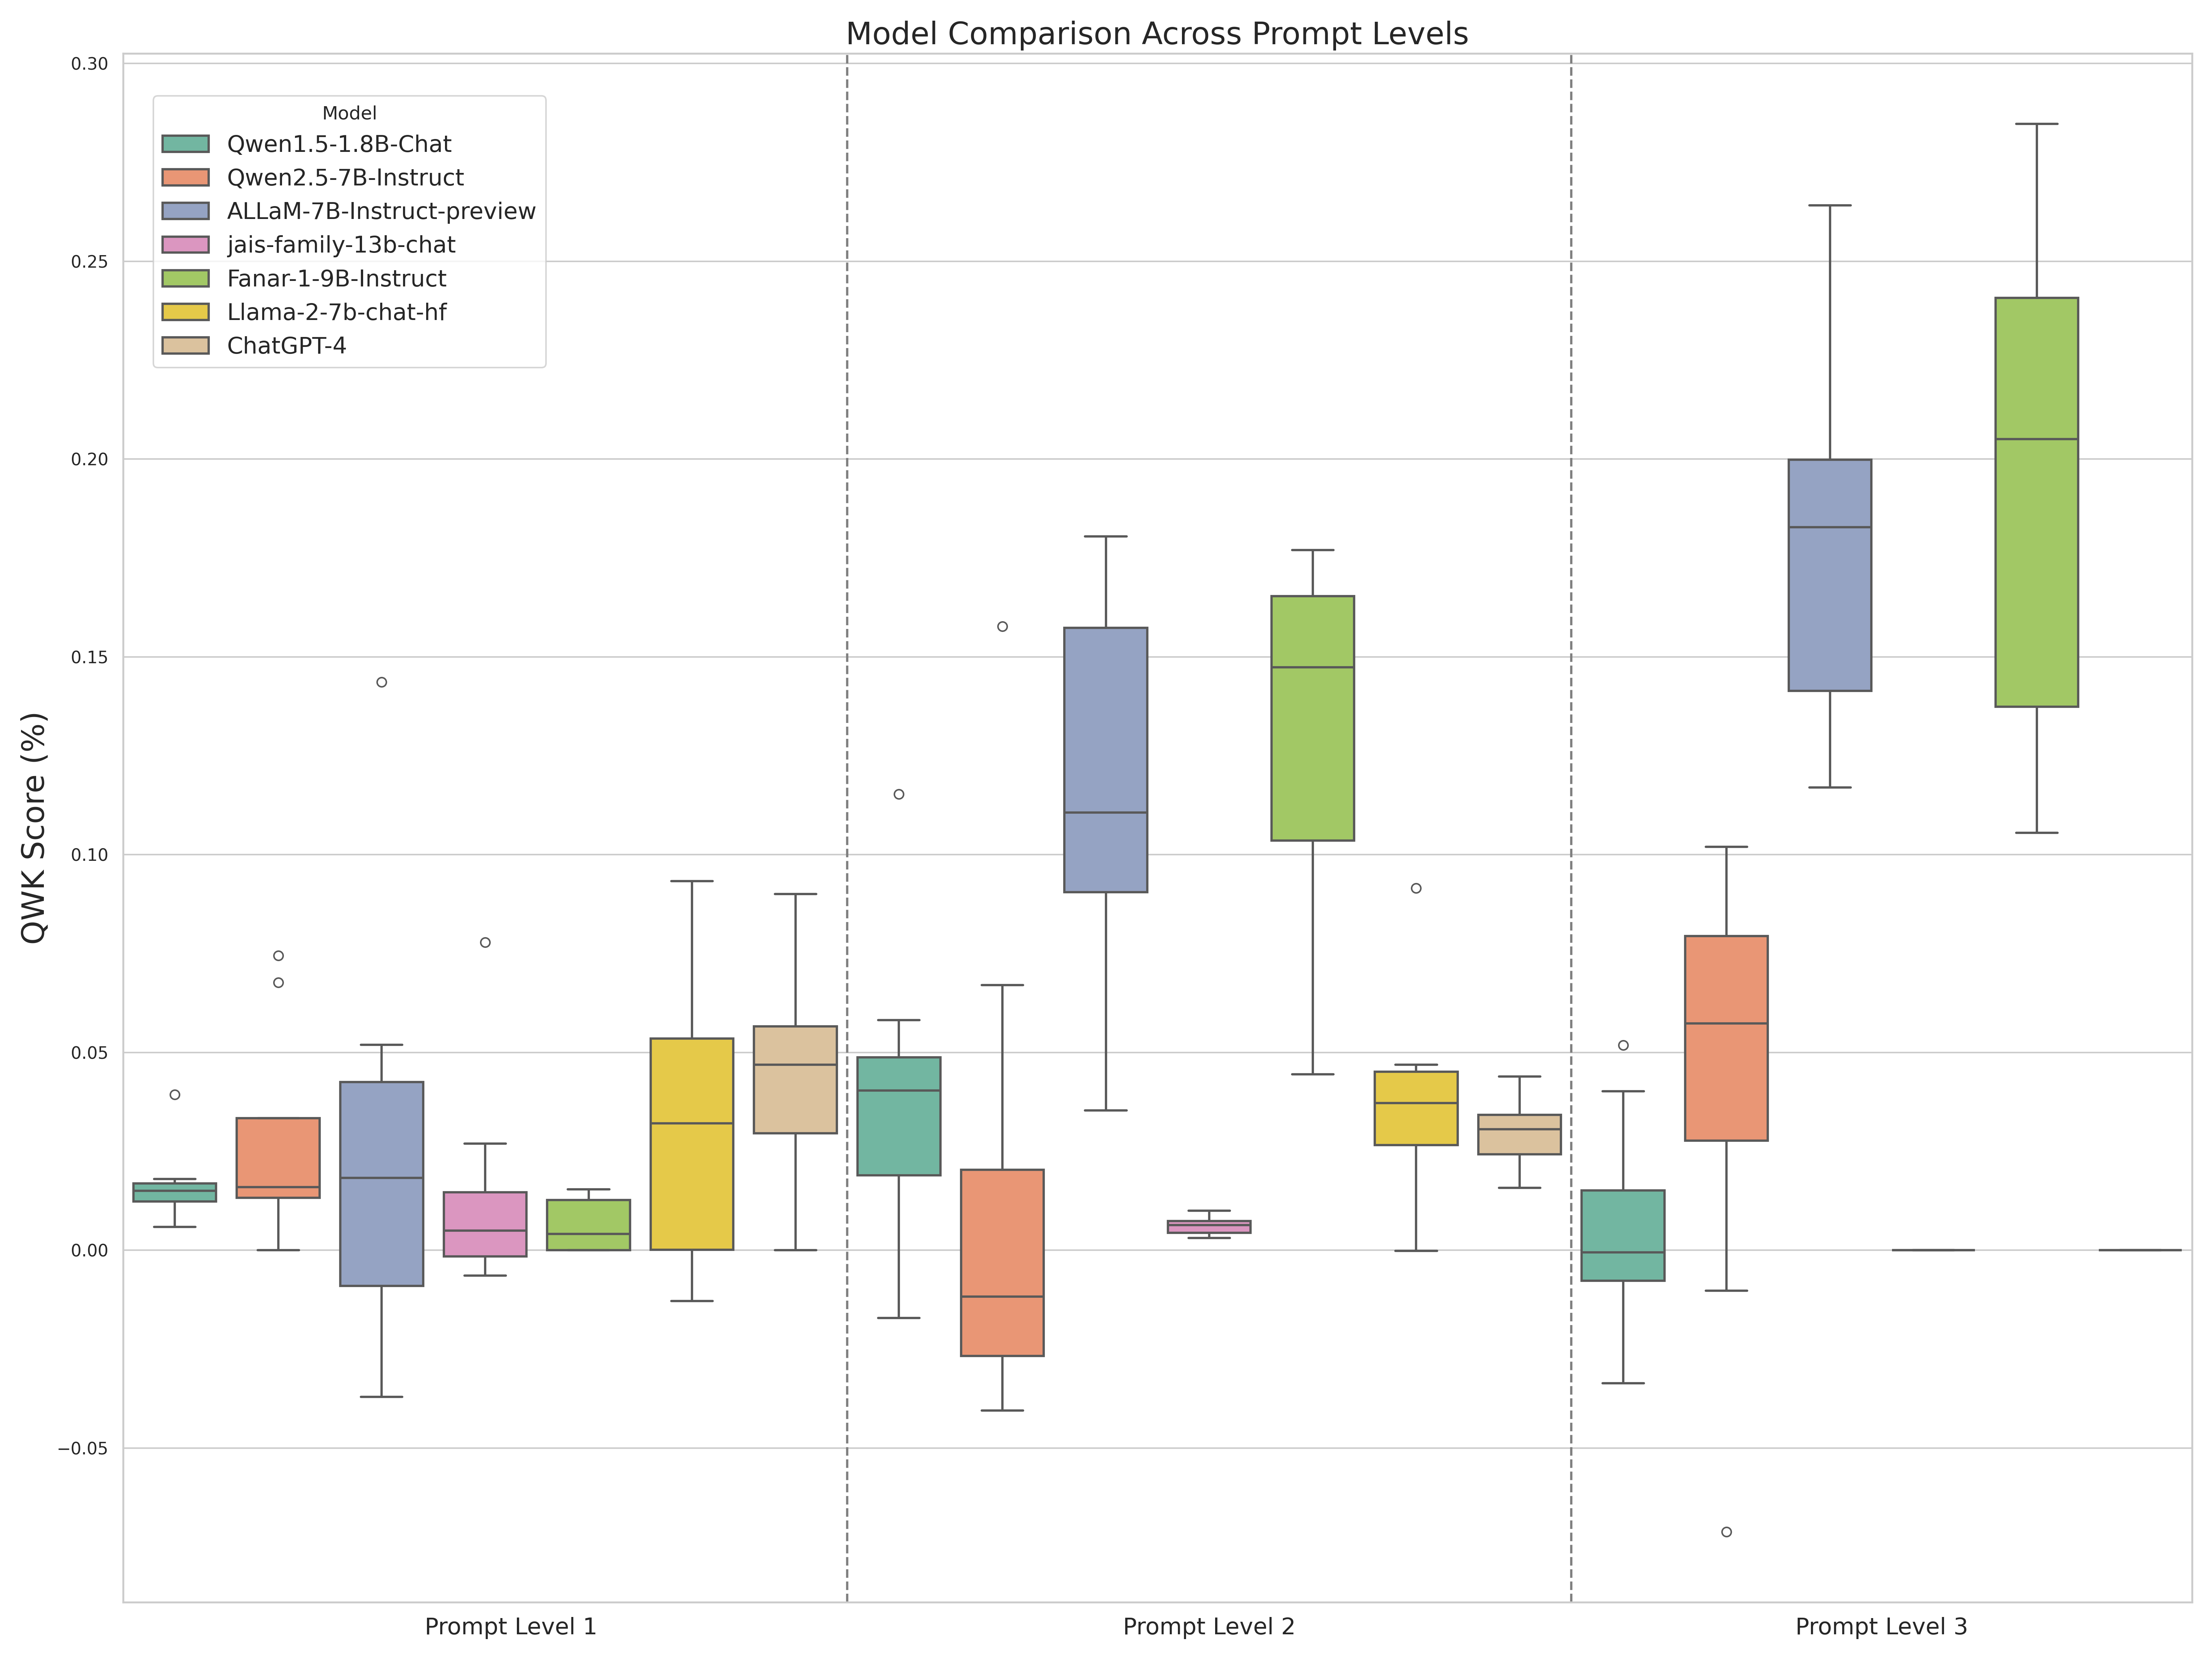 Model Comparison Across Prompt Levels
QWK Score (%)
0.30
0.25
0.20
0.15
0.10
0.05
0.00
−0.05
Model
Qwen1.5-1.8B-Chat
Qwen2.5-7B-Instruct
ALLaM-7B-Instruct-preview
jais-family-13b-chat
Fanar-1-9B-Instruct
Llama-2-7b-chat-hf
ChatGPT-4
Prompt Level 1
Prompt Level 2
Prompt Level 3